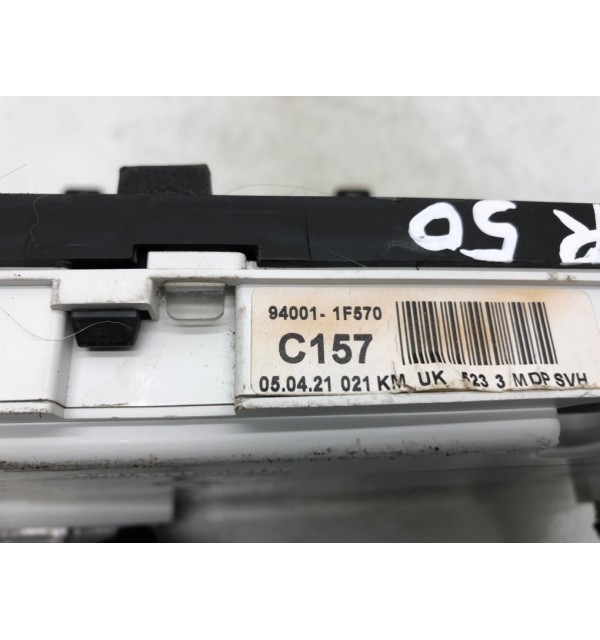 R 50
94001- 1F570
C157
05.04.21 021 KM UK 523 3 M DP SVH